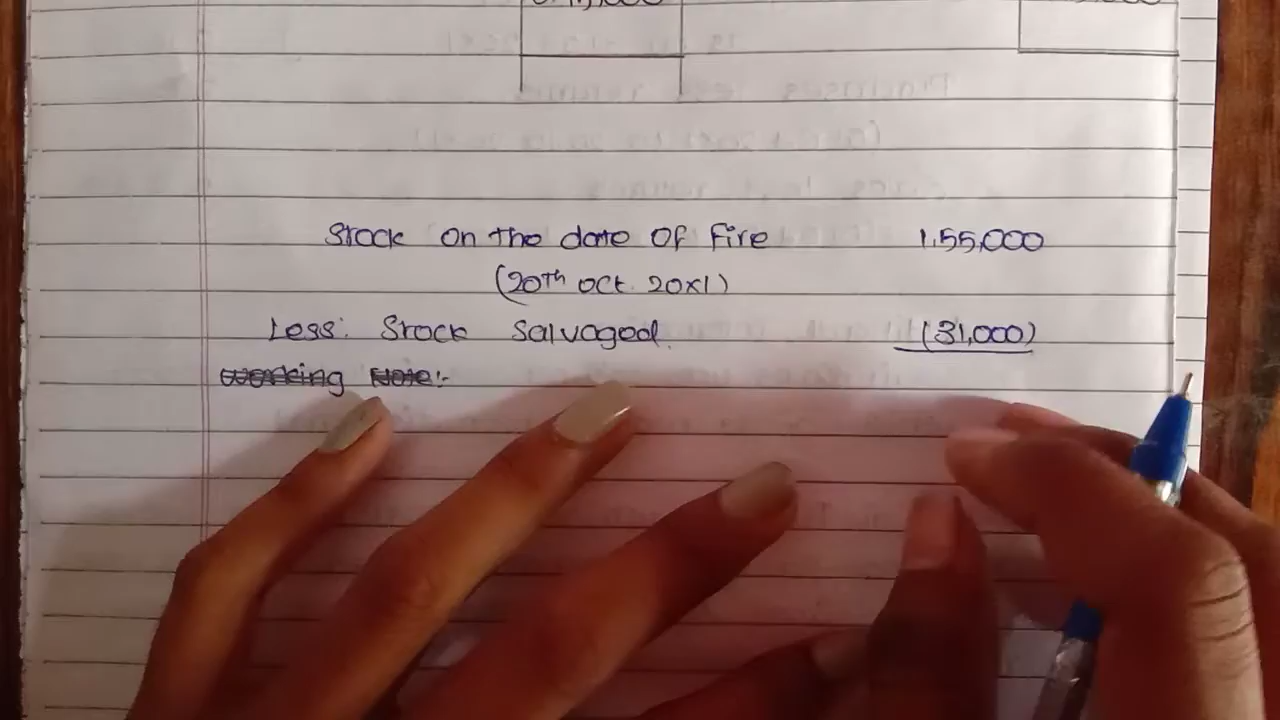 Stock on the date of fire 1,55,000
(20th Oct. 20x1)
Less: Stock Salvaged. (31,000)
Working Note:-